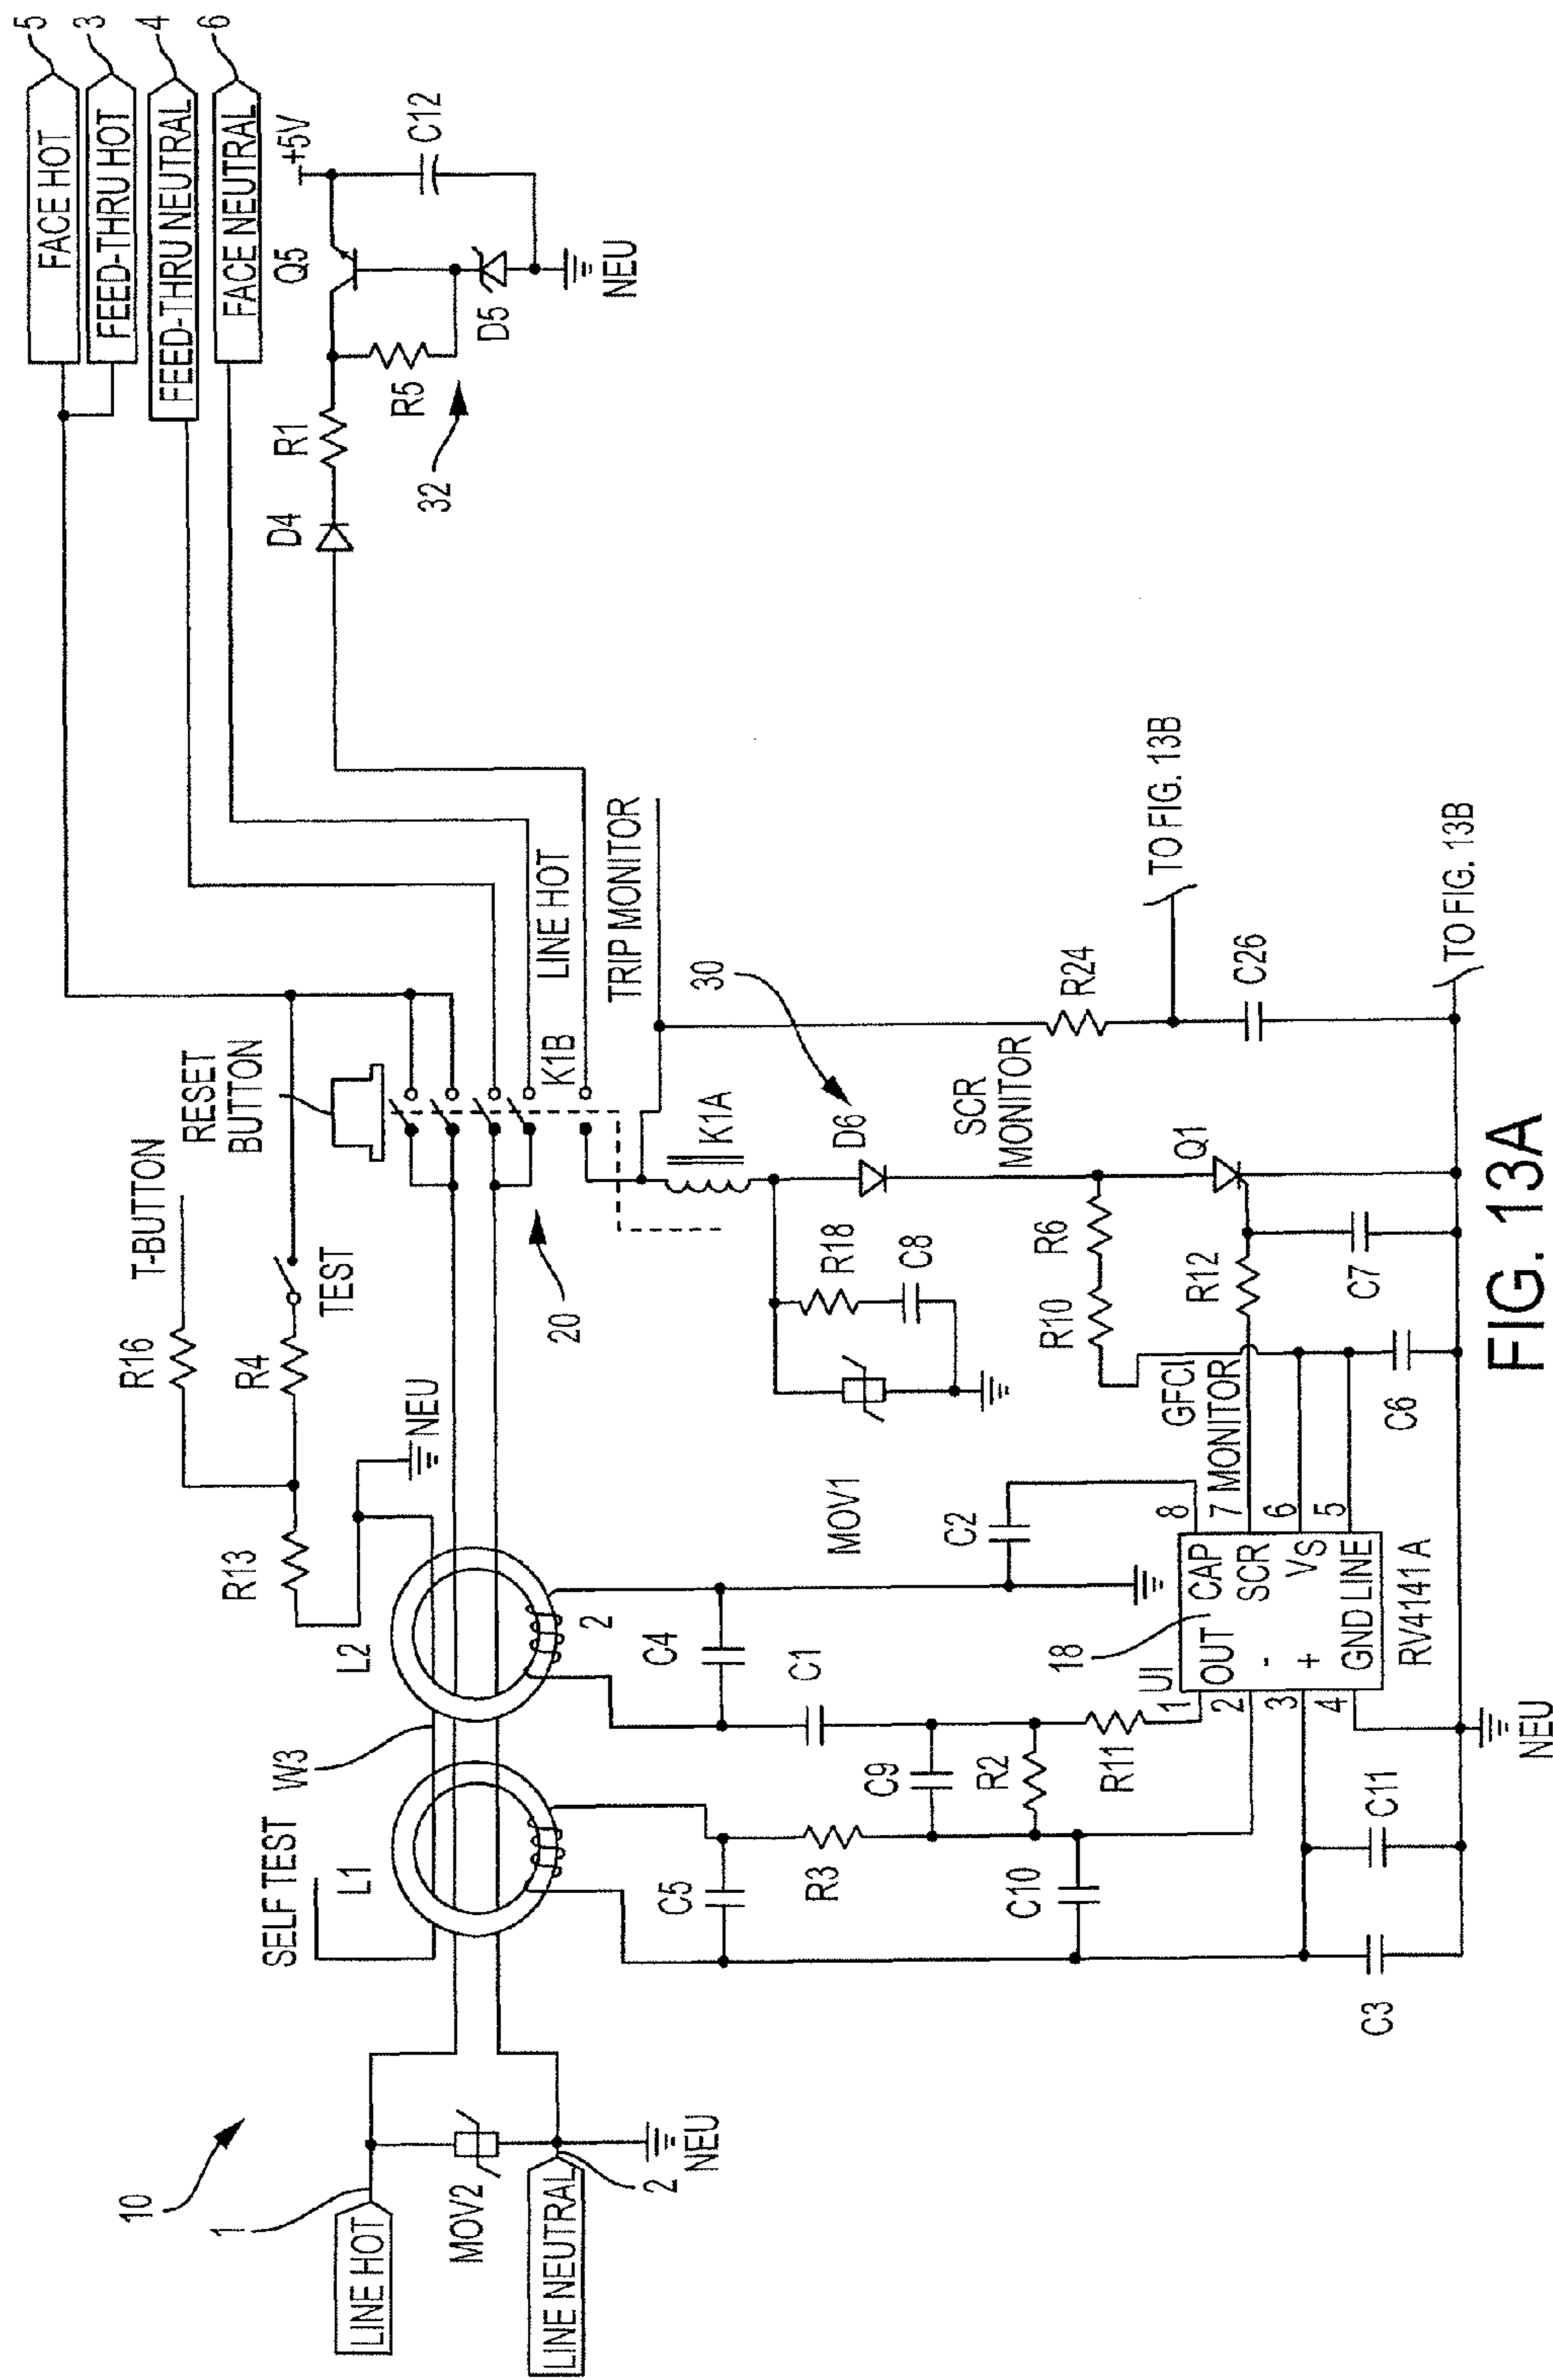 5
FACE HOT
3
FEED-THRU HOT
4
FEED-THRU NEUTRAL
6
FACE NEUTRAL
+5V
C12
Q5
D5
NEU
R5
R1
32
D4
T-BUTTON
RESET
BUTTON
R16
R4
TEST
R13
NEU
20
K1B
LINE HOT
TRIP MONITOR
30
K1A
D6
SCR
MONITOR
R24
C26
TO FIG. 13B
TO FIG. 13B
Q1
R18
C8
R6
R10
R12
C7
C6
GFCI
MONITOR
MOV1
C2
SELF TEST
L1
W3
L2
2
C4
C1
C5
R3
C9
R2
R11
C10
C11
C3
18
U1
1
2
3
4
OUT
-
+
GND
CAP
SCR
VS
LINE
8
7
6
5
RV4141A
NEU
10
1
LINE HOT
MOV2
LINE NEUTRAL
2
NEU
FIG. 13A